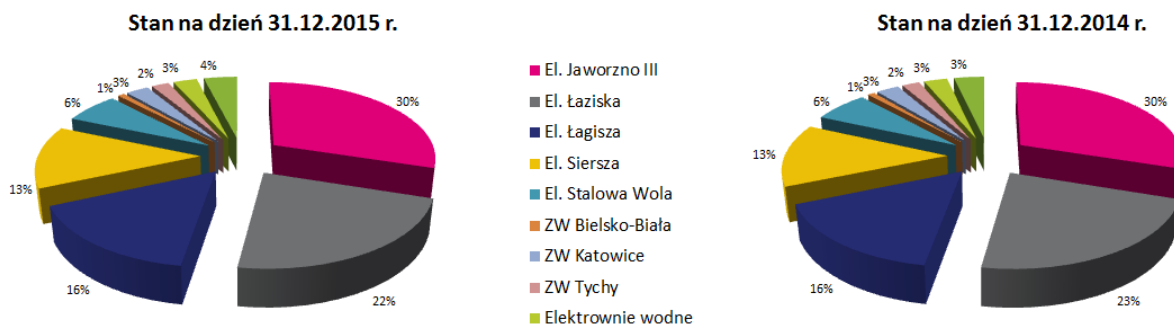 Stan na dzień 31.12.2015 r.
4%
3%
2%
3%
1%
6%
13%
16%
22%
30%
El. Jaworzno III
El. Łaziska
El. Łagisza
El. Siersza
El. Stalowa Wola
ZW Bielsko-Biała
ZW Katowice
ZW Tychy
Elektrownie wodne
Stan na dzień 31.12.2014 r.
3%
3%
2%
3%
1%
6%
13%
16%
23%
30%